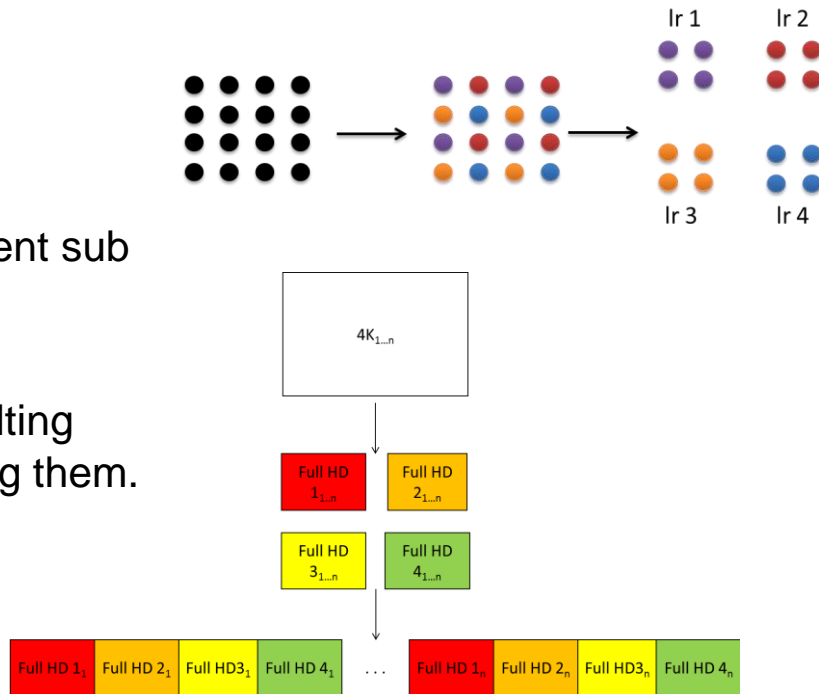 lr 1 lr 2
lr 3 lr 4
ent sub
4K₁…ₙ
lting
g them.
Full HD Full HD
1₁…ₙ 2₁…ₙ
Full HD Full HD
3₁…ₙ 4₁…ₙ
Full HD 1₁ Full HD 2₁ Full HD3₁ Full HD 4₁ ... Full HD 1ₙ Full HD 2ₙ Full HD3ₙ Full HD 4ₙ